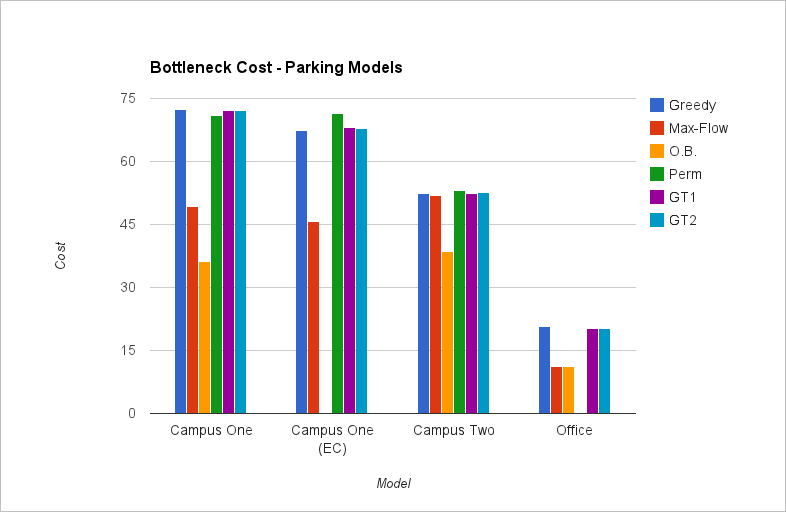 Bottleneck Cost - Parking Models
75
60
45
30
15
0
Cost
Campus One
Campus One
(EC)
Campus Two
Office
Model
Greedy
Max-Flow
O.B.
Perm
GT1
GT2